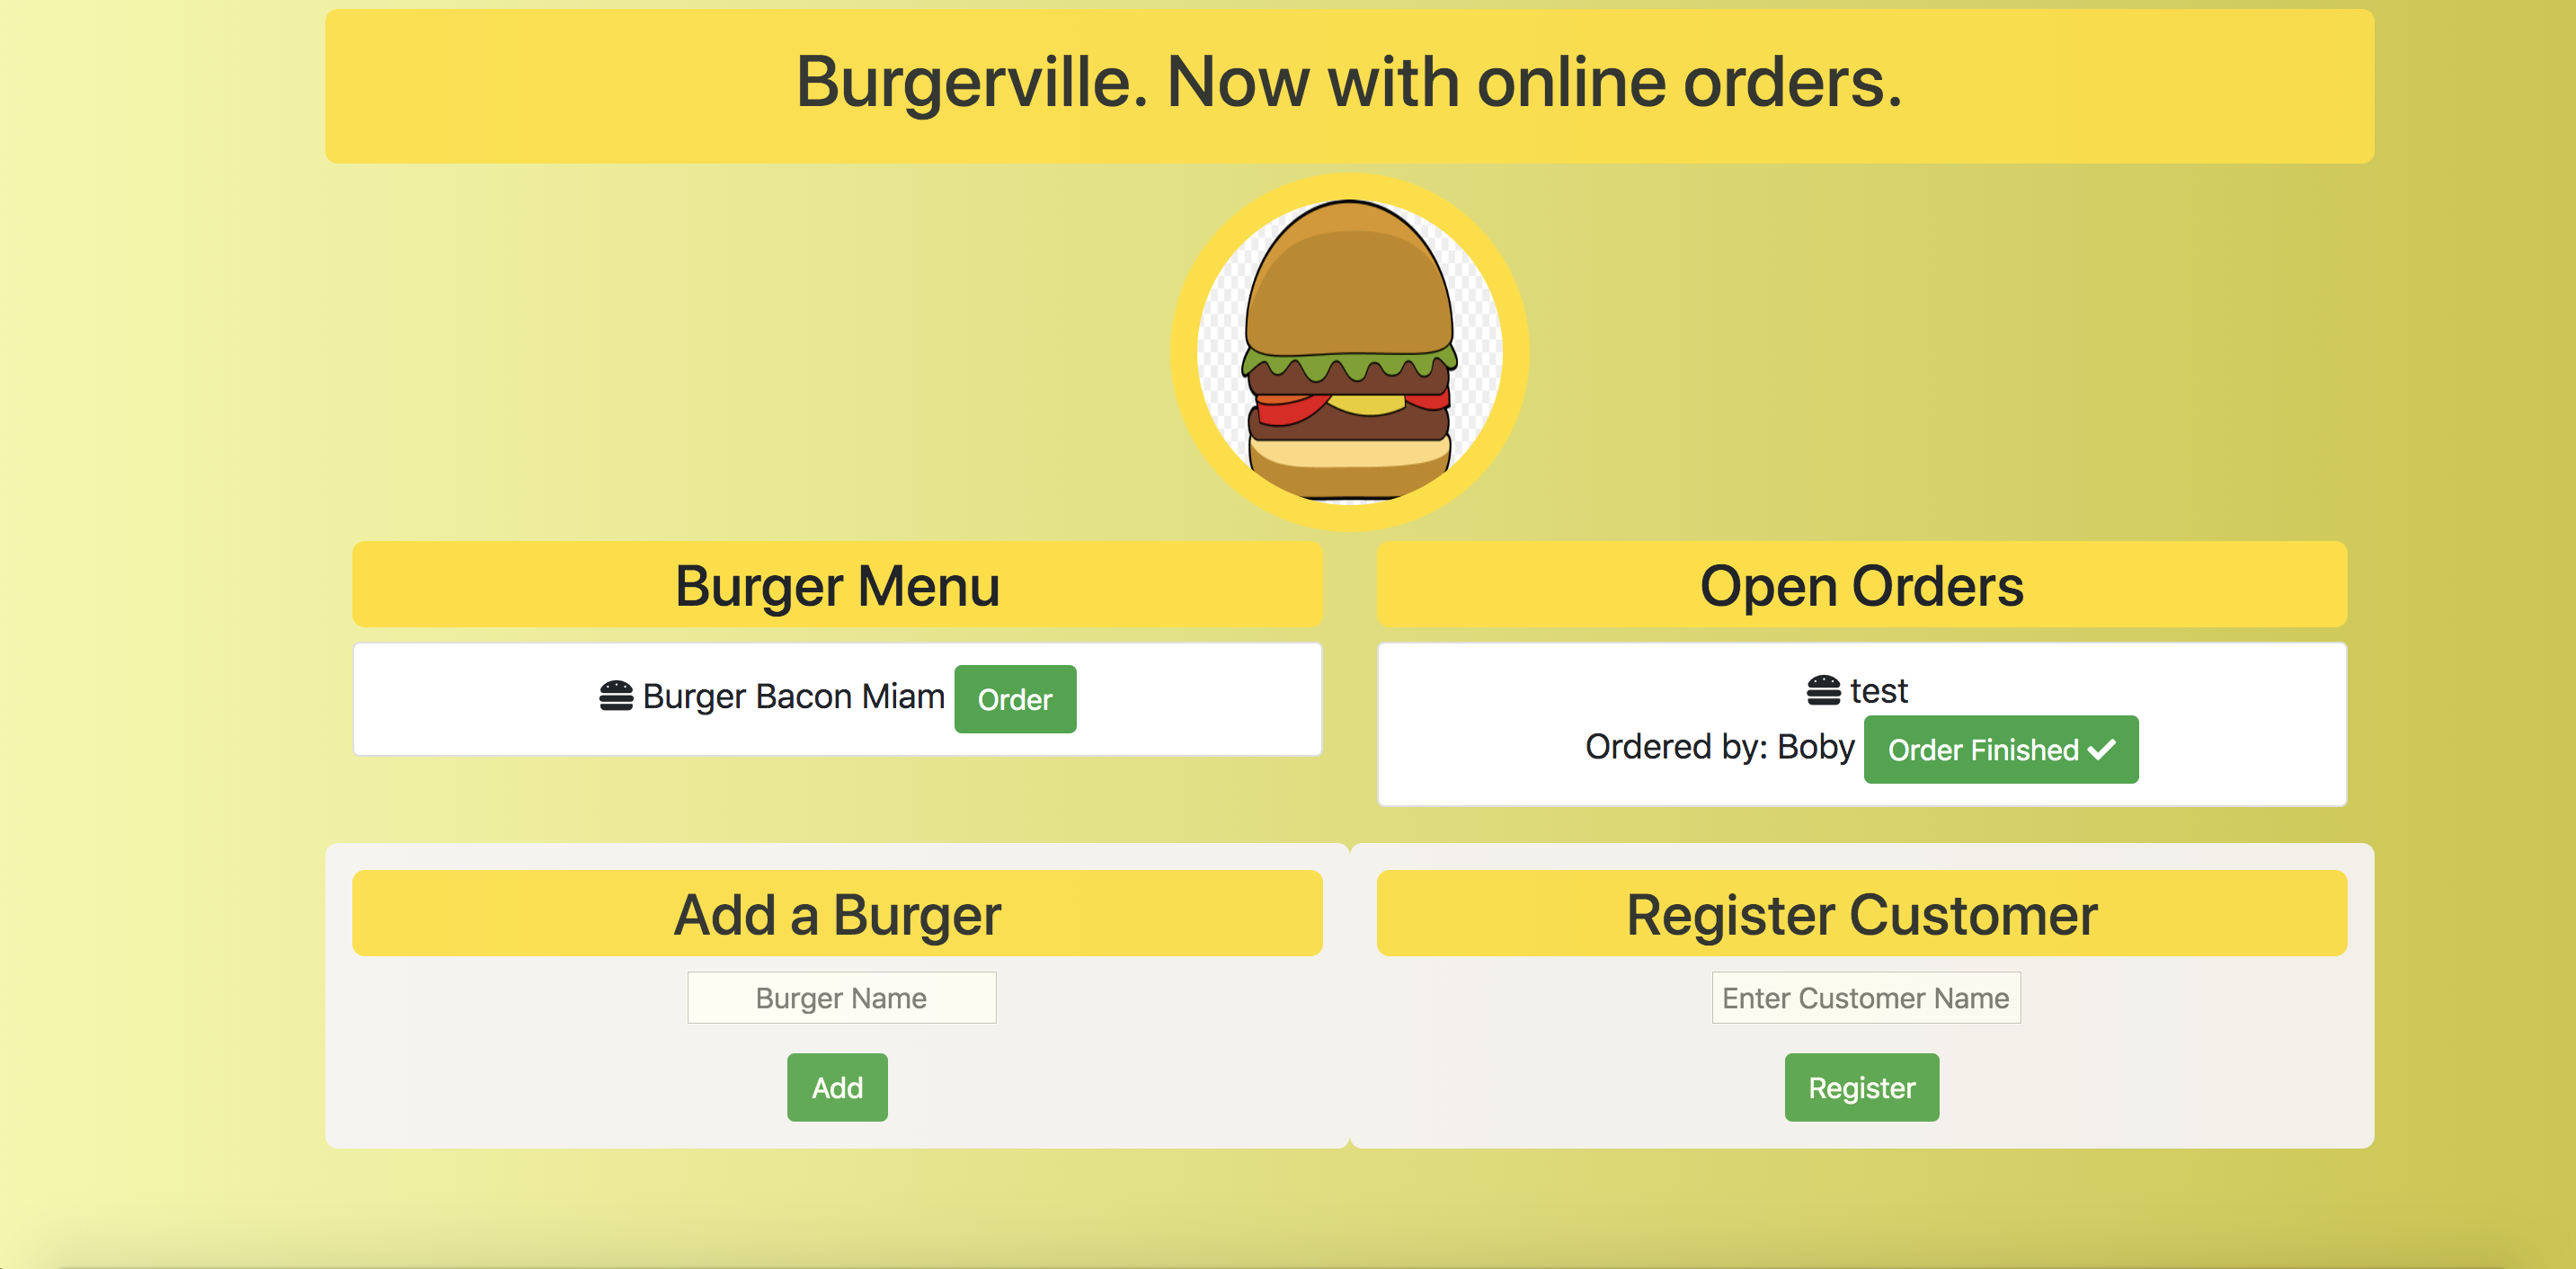 Burgerville. Now with online orders.
Burger Menu
Burger Bacon Miam Order
Open Orders
test
Ordered by: Boby Order Finished
Add a Burger
Burger Name
Add
Register Customer
Enter Customer Name
Register